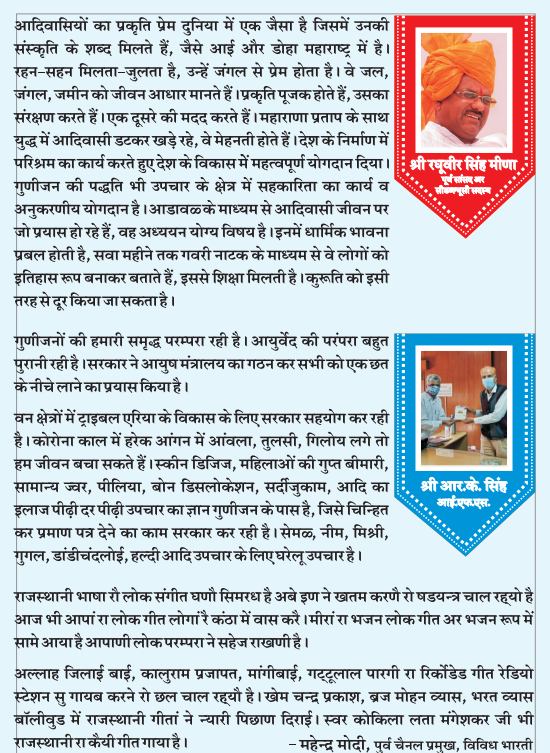 आदिवासियों का प्रकृति प्रेम दुनिया में एक जैसा है जिसमें उनकी
संस्कृति के शब्द मिलते हैं, जैसे आई और डोहा महाराष्ट्र में है।
रहन–सहन मिलता–जुलता है, उन्हें जंगल से प्रेम होता है। वे जल,
जंगल, जमीन को जीवन आधार मानते हैं। प्रकृति पूजक होते हैं, उसका
संरक्षण करते हैं। एक दूसरे की मदद करते हैं। महाराणा प्रताप के साथ
युद्ध में आदिवासी डटकर खड़े रहे, वे मेहनती होते हैं। देश के निर्माण में
परिश्रम का कार्य करते हुए देश के विकास में महत्वपूर्ण योगदान दिया।
गुणीजन की पद्धति भी उपचार के क्षेत्र में सहकारिता का कार्य व
अनुकरणीय योगदान है। आडावळ के माध्यम से आदिवासी जीवन पर
जो प्रयास हो रहे हैं, वह अध्ययन योग्य विषय है। इनमें धार्मिक भावना
प्रबल होती है, सवा महीने तक गवरी नाटक के माध्यम से वे लोगों को
इतिहास रूप बनाकर बताते हैं, इससे शिक्षा मिलती है। कुरूति को इसी
तरह से दूर किया जा सकता है।
श्री रघूवीर सिंह मीणा
पूर्व सांसद अर
सीडब्ल्यूसी सदस्य
गुणीजनों की हमारी समृद्ध परम्परा रही है। आयुर्वेद की परंपरा बहुत
पुरानी रही है। सरकार ने आयुष मंत्रालय का गठन कर सभी को एक छत
के नीचे लाने का प्रयास किया है।
वन क्षेत्रों में ट्राइबल एरिया के विकास के लिए सरकार सहयोग कर रही
है। कोरोना काल में हरेक आंगन में आंवला, तुलसी, गिलोय लगे तो
हम जीवन बचा सकते हैं। स्कीन डिजिज, महिलाओं की गुप्त बीमारी,
सामान्य ज्वर, पीलिया, बोन डिसलोकेशन, सर्दीजुकाम, आदि का
इलाज पीढ़ी दर पीढ़ी उपचार का ज्ञान गुणीजन के पास है, जिसे चिन्हित
कर प्रमाण पत्र देने का काम सरकार कर रही है। सेमळ, नीम, मिश्री,
गुगल, डांडीचंदलोई, हल्दी आदि उपचार के लिए घरेलू उपचार है।
श्री आर.के. सिंह
आई.एफ.एस.
राजस्थानी भाषा रौ लोक संगीत घणौ सिमरध है अबे इण ने खतम करणै रो षडयन्त्र चाल रह्यो है
आज भी आपां रा लोक गीत लोगां रै कंठा में वास करै। मीरां रा भजन लोक गीत अर भजन रूप में
सामे आया है आपाणी लोक परम्परा ने सहेज राखणी है।
अल्लाह जिलाई बाई, कालुराम प्रजापत, मांगीबाई, गट्टूलाल पारगी रा रिर्कोडेड गीत रेडियो
स्टेशन सु गायब करने रो छल चाल रह्यौ है। खेम चन्द्र प्रकाश, ब्रज मोहन व्यास, भरत व्यास
बॉलीवुड में राजस्थानी गीतां ने न्यारी पिछाण दिराई। स्वर कोकिला लता मंगेशकर जी भी
राजस्थानी रा कैयी गीत गाया है।
– महेन्द्र मोदी, पुर्व चैनल प्रमुख, विविध भारती